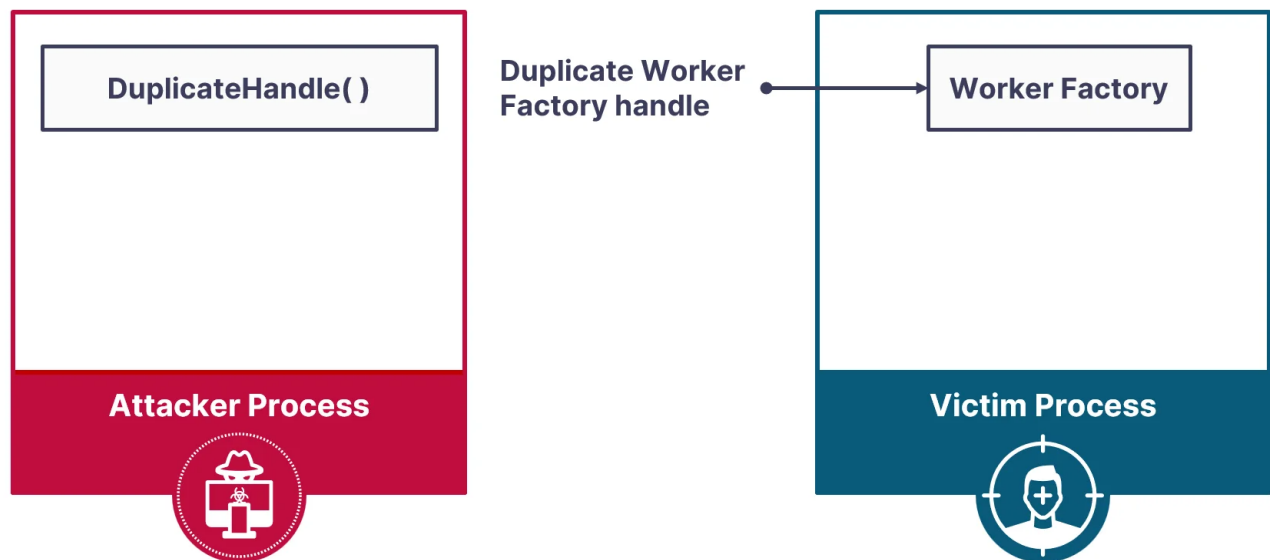 DuplicateHandle( )
Duplicate Worker
Factory handle
Worker Factory
Attacker Process
Victim Process